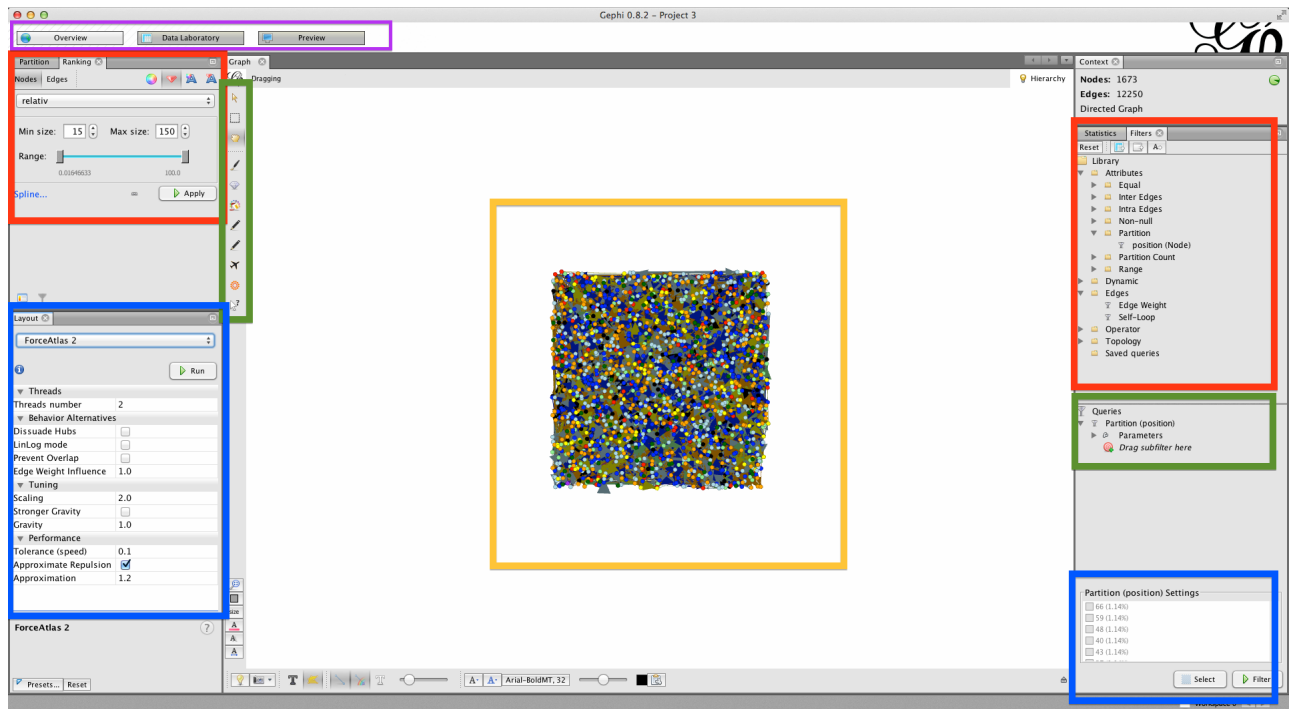 Gephi 0.8.2 – Project 3
Overview
Data Laboratory
Preview
Partition
Ranking
Nodes
Edges
relativ
Min size: 15
Max size: 150
Range:
0.01646633
100.0
Spline...
Apply
Layout
ForceAtlas 2
Run
Threads
Threads number 2
Behavior Alternatives
Dissuade Hubs
LinLog mode
Prevent Overlap
Edge Weight Influence 1.0
Tuning
Scaling 2.0
Stronger Gravity
Gravity 1.0
Performance
Tolerance (speed) 0.1
Approximate Repulsion
Approximation 1.2
ForceAtlas 2
?
Presets...
Reset
Graph
Dragging
Hierarchy
size
A
A
A
T
T
A-
A-
Arial-BoldMT, 32
Context
Nodes: 1673
Edges: 12250
Directed Graph
Statistics
Filters
Reset
Library
Attributes
Equal
Inter Edges
Intra Edges
Non-null
Partition
position (Node)
Partition Count
Range
Dynamic
Edges
Edge Weight
Self-Loop
Operator
Topology
Saved queries
Queries
Partition (position)
Parameters
Drag subfilter here
Partition (position) Settings
66 (1.14%)
59 (1.14%)
48 (1.14%)
40 (1.14%)
43 (1.14%)
Select
Filter